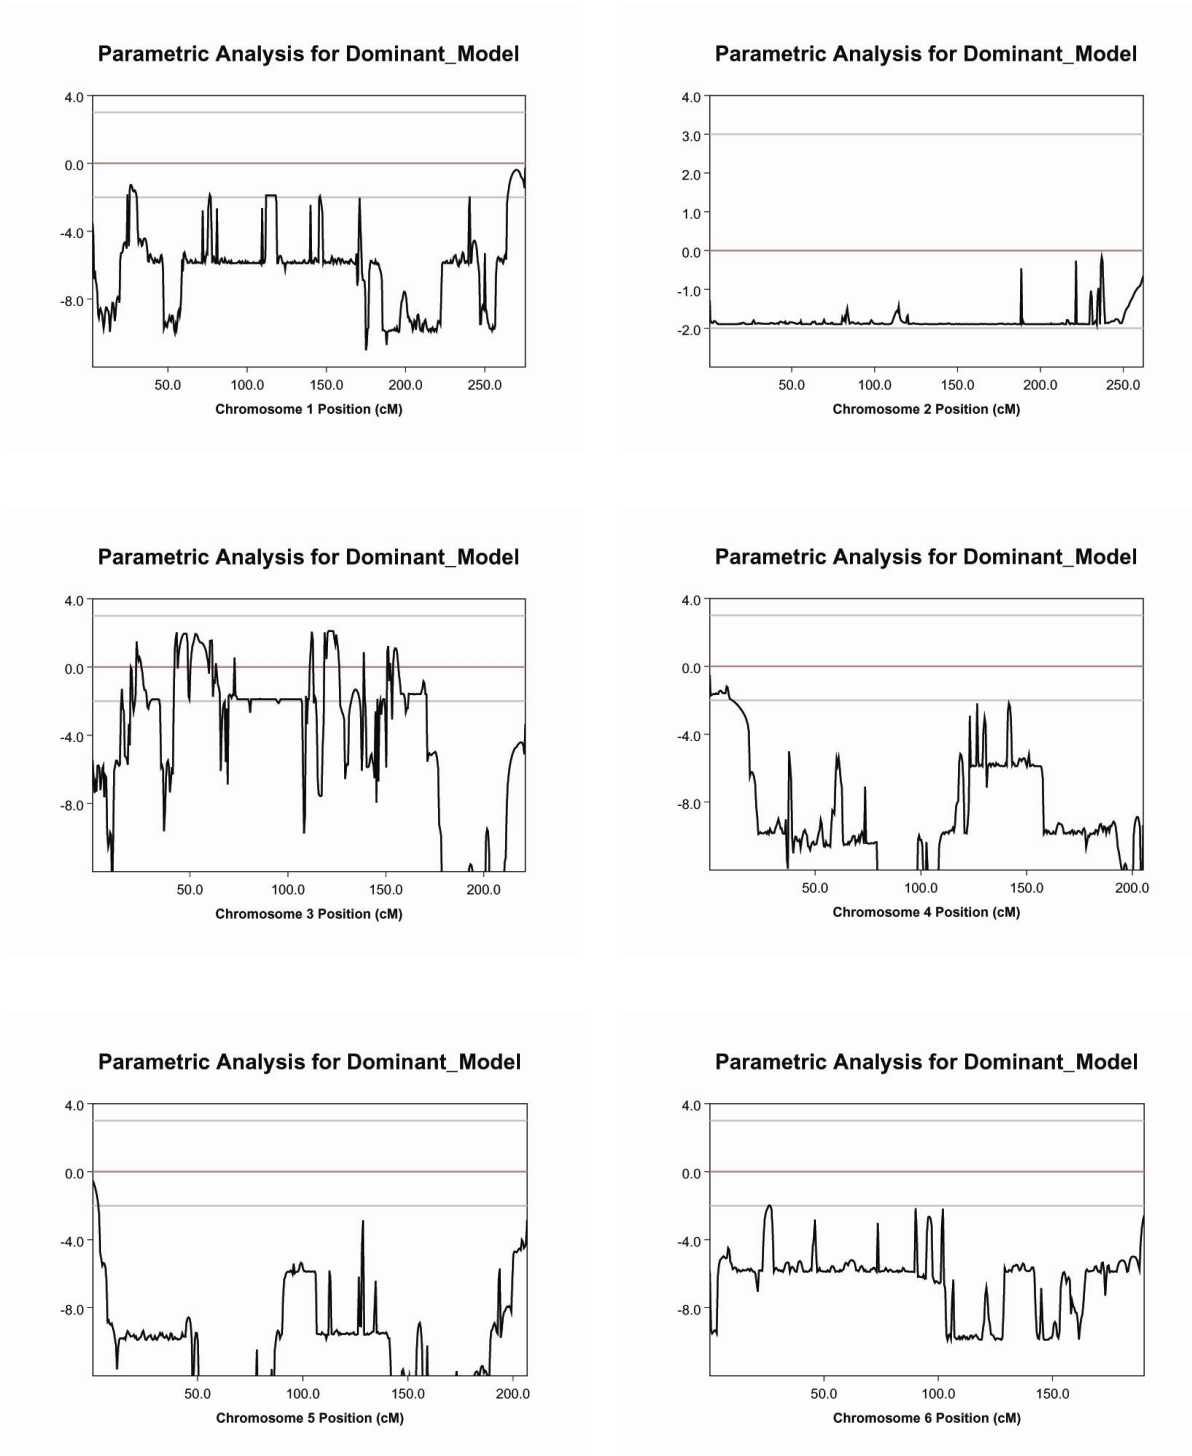 Parametric Analysis for Dominant_Model
4.0
0.0
-4.0
-8.0
50.0 100.0 150.0 200.0 250.0
Chromosome 1 Position (cM)
Parametric Analysis for Dominant_Model
4.0
3.0
2.0
1.0
0.0
-1.0
-2.0
50.0 100.0 150.0 200.0 250.0
Chromosome 2 Position (cM)
Parametric Analysis for Dominant_Model
4.0
0.0
-4.0
-8.0
50.0 100.0 150.0 200.0
Chromosome 3 Position (cM)
Parametric Analysis for Dominant_Model
4.0
0.0
-4.0
-8.0
50.0 100.0 150.0 200.0
Chromosome 4 Position (cM)
Parametric Analysis for Dominant_Model
4.0
0.0
-4.0
-8.0
50.0 100.0 150.0 200.0
Chromosome 5 Position (cM)
Parametric Analysis for Dominant_Model
4.0
0.0
-4.0
-8.0
50.0 100.0 150.0
Chromosome 6 Position (cM)